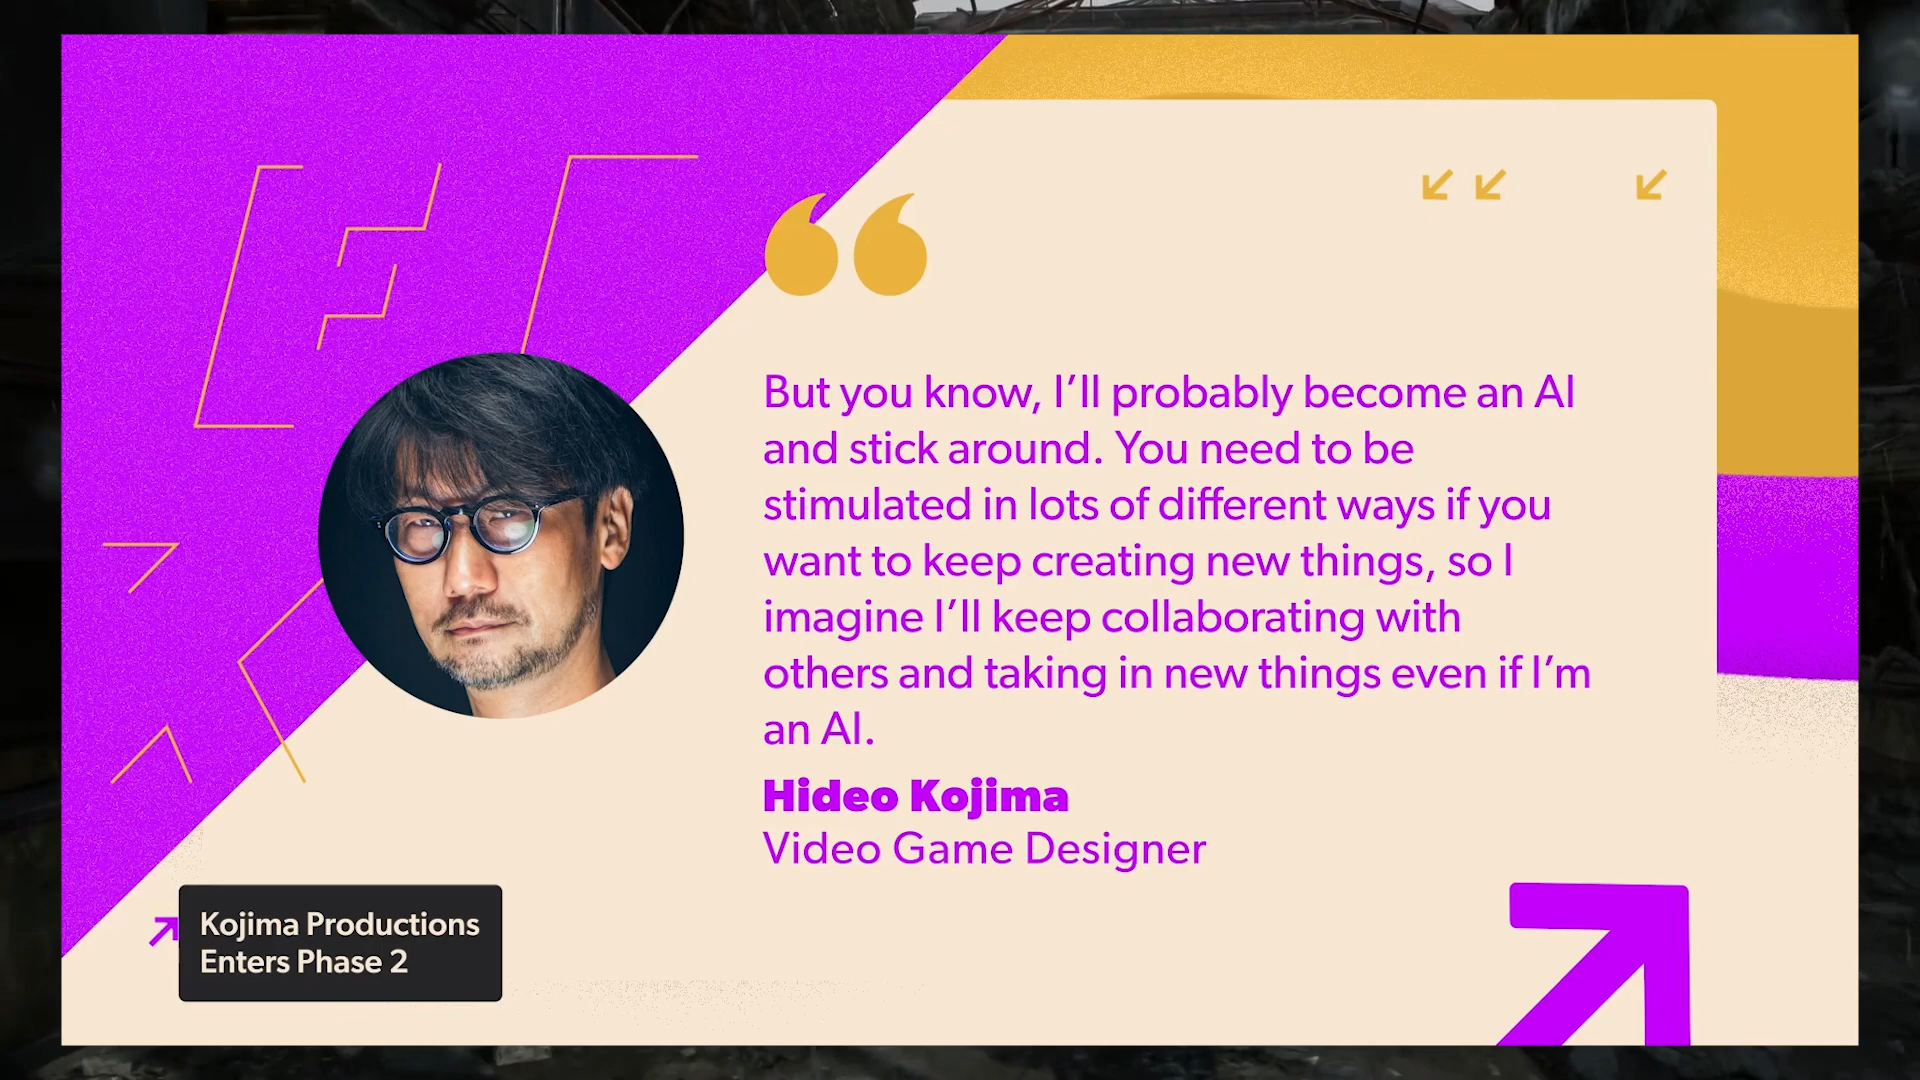 “
But you know, I’ll probably become an AI
and stick around. You need to be
stimulated in lots of different ways if you
want to keep creating new things, so I
imagine I’ll keep collaborating with
others and taking in new things even if I’m
an AI.
Hideo Kojima
Video Game Designer
Kojima Productions
Enters Phase 2